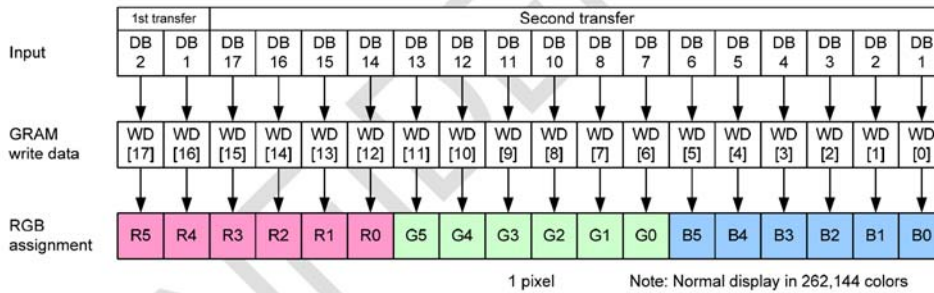 1st transfer Second transfer
Input DB 2 DB 1 DB 17 DB 16 DB 15 DB 14 DB 13 DB 12 DB 11 DB 10 DB 8 DB 7 DB 6 DB 5 DB 4 DB 3 DB 2 DB 1
GRAM write data WD [17] WD [16] WD [15] WD [14] WD [13] WD [12] WD [11] WD [10] WD [9] WD [8] WD [7] WD [6] WD [5] WD [4] WD [3] WD [2] WD [1] WD [0]
RGB assignment R5 R4 R3 R2 R1 R0 G5 G4 G3 G2 G1 G0 B5 B4 B3 B2 B1 B0
1 pixel Note: Normal display in 262,144 colors